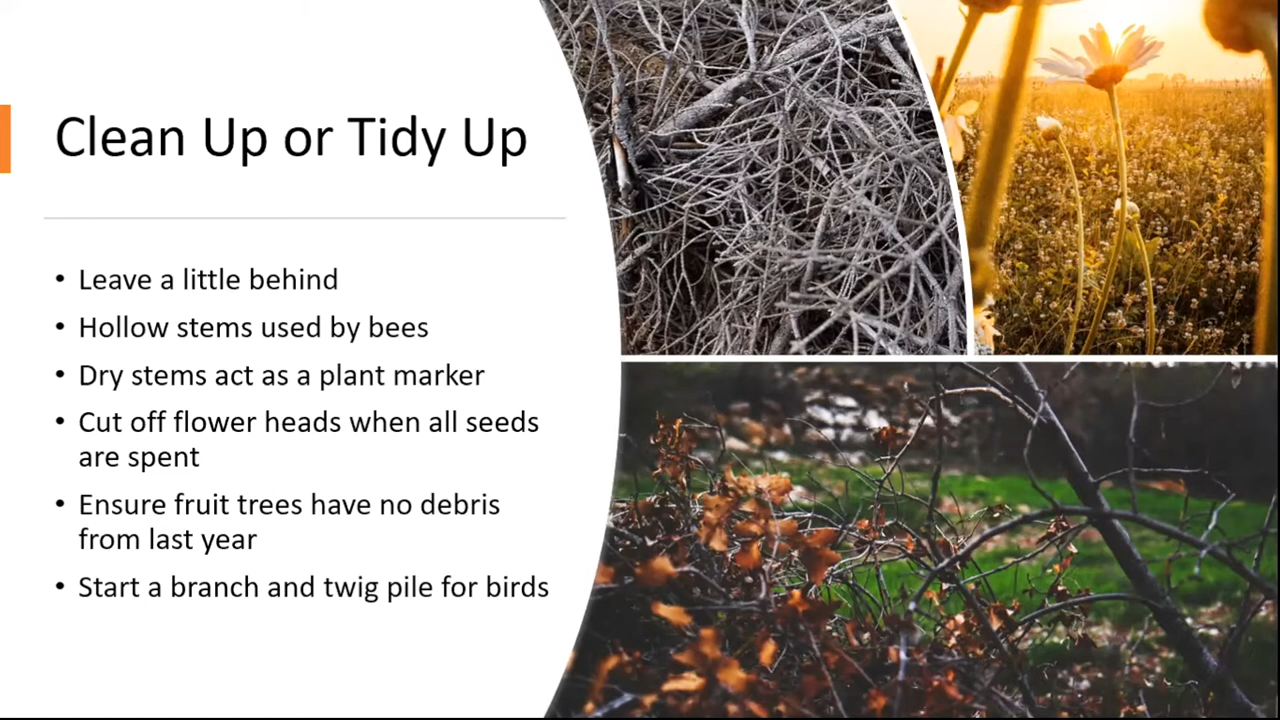 Clean Up or Tidy Up
• Leave a little behind
• Hollow stems used by bees
• Dry stems act as a plant marker
• Cut off flower heads when all seeds
are spent
• Ensure fruit trees have no debris
from last year
• Start a branch and twig pile for birds